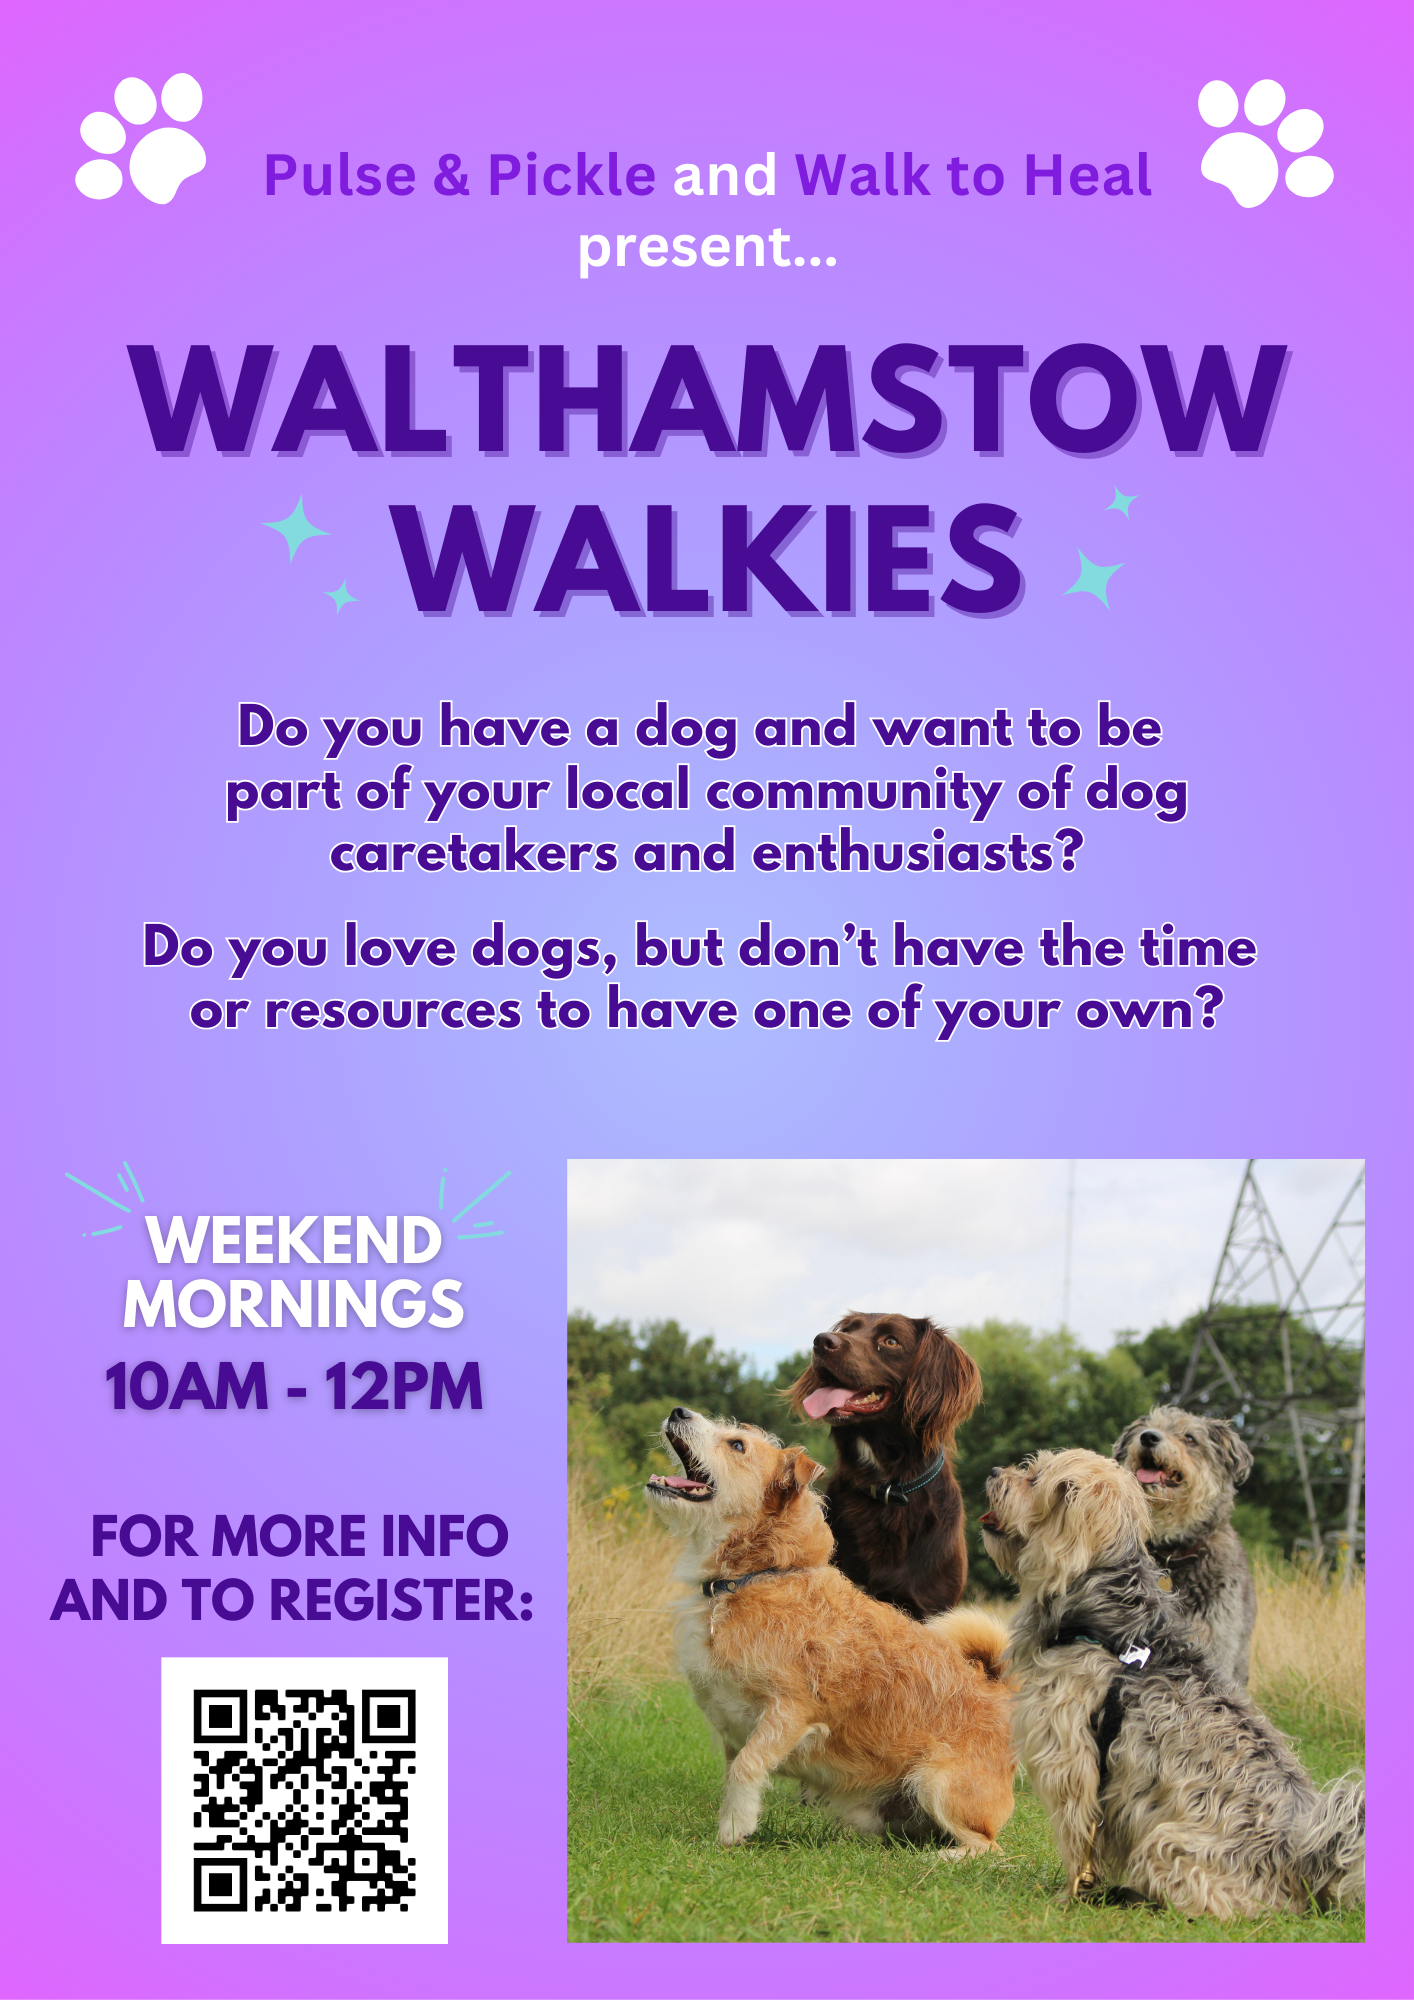 Pulse & Pickle and Walk to Heal
present...
WALTHAMSTOW
WALKIES
Do you have a dog and want to be
part of your local community of dog
caretakers and enthusiasts?
Do you love dogs, but don’t have the time
or resources to have one of your own?
WEEKEND
MORNINGS
10AM - 12PM
FOR MORE INFO
AND TO REGISTER: